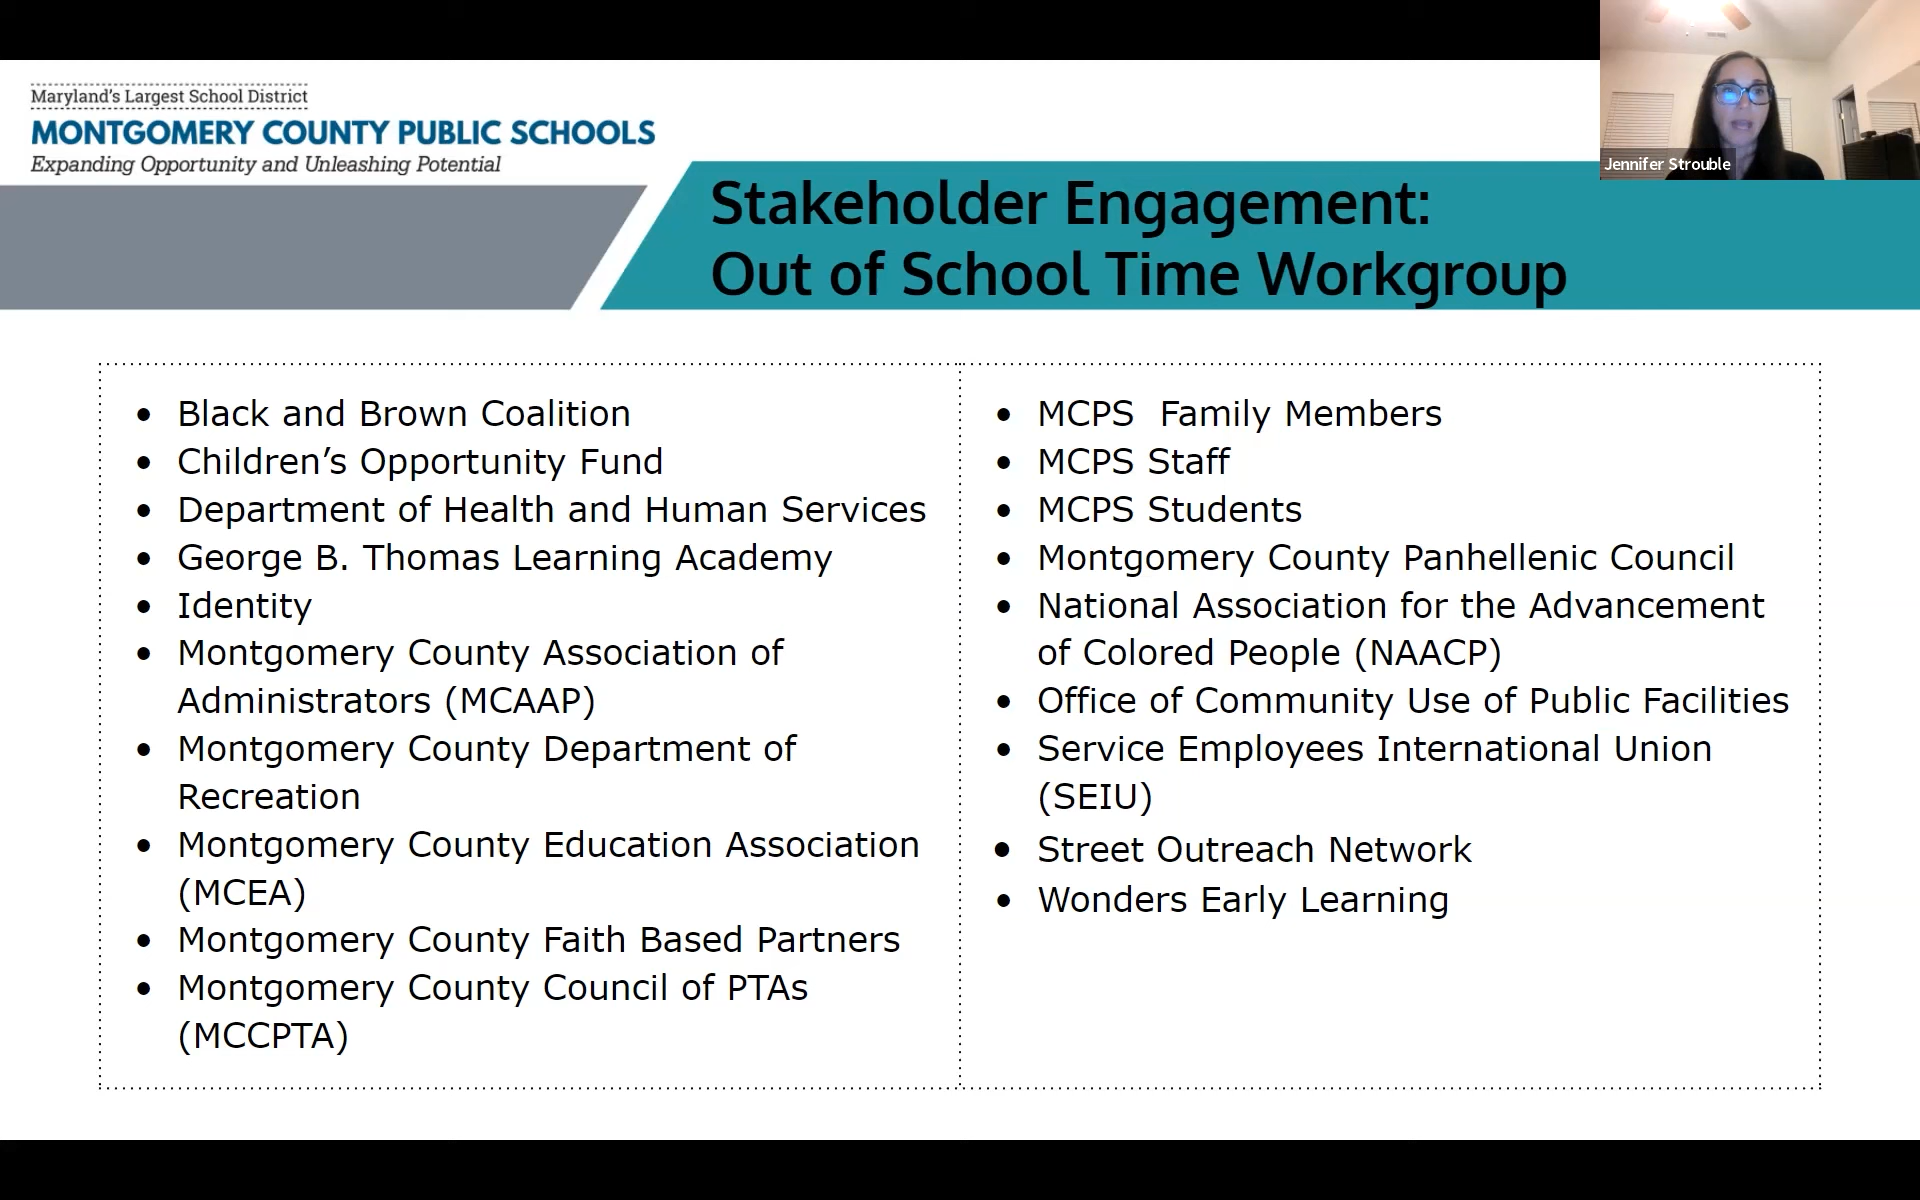 Maryland's Largest School District
MONTGOMERY COUNTY PUBLIC SCHOOLS
Expanding Opportunity and Unleashing Potential
Jennifer Strouble
Stakeholder Engagement:
Out of School Time Workgroup
• Black and Brown Coalition
• Children’s Opportunity Fund
• Department of Health and Human Services
• George B. Thomas Learning Academy
• Identity
• Montgomery County Association of
Administrators (MCAAP)
• Montgomery County Department of
Recreation
• Montgomery County Education Association
(MCEA)
• Montgomery County Faith Based Partners
• Montgomery County Council of PTAs
(MCCPTA)
• MCPS  Family Members
• MCPS Staff
• MCPS Students
• Montgomery County Panhellenic Council
• National Association for the Advancement
of Colored People (NAACP)
• Office of Community Use of Public Facilities
• Service Employees International Union
(SEIU)
• Street Outreach Network
• Wonders Early Learning